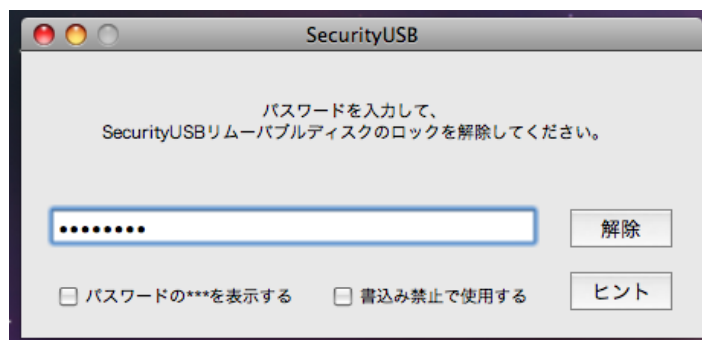 SecurityUSB
パスワードを入力して、
SecurityUSBリムーバブルディスクのロックを解除してください。
••••••••
解除
パスワードの***を表示する
書込み禁止で使用する
ヒント